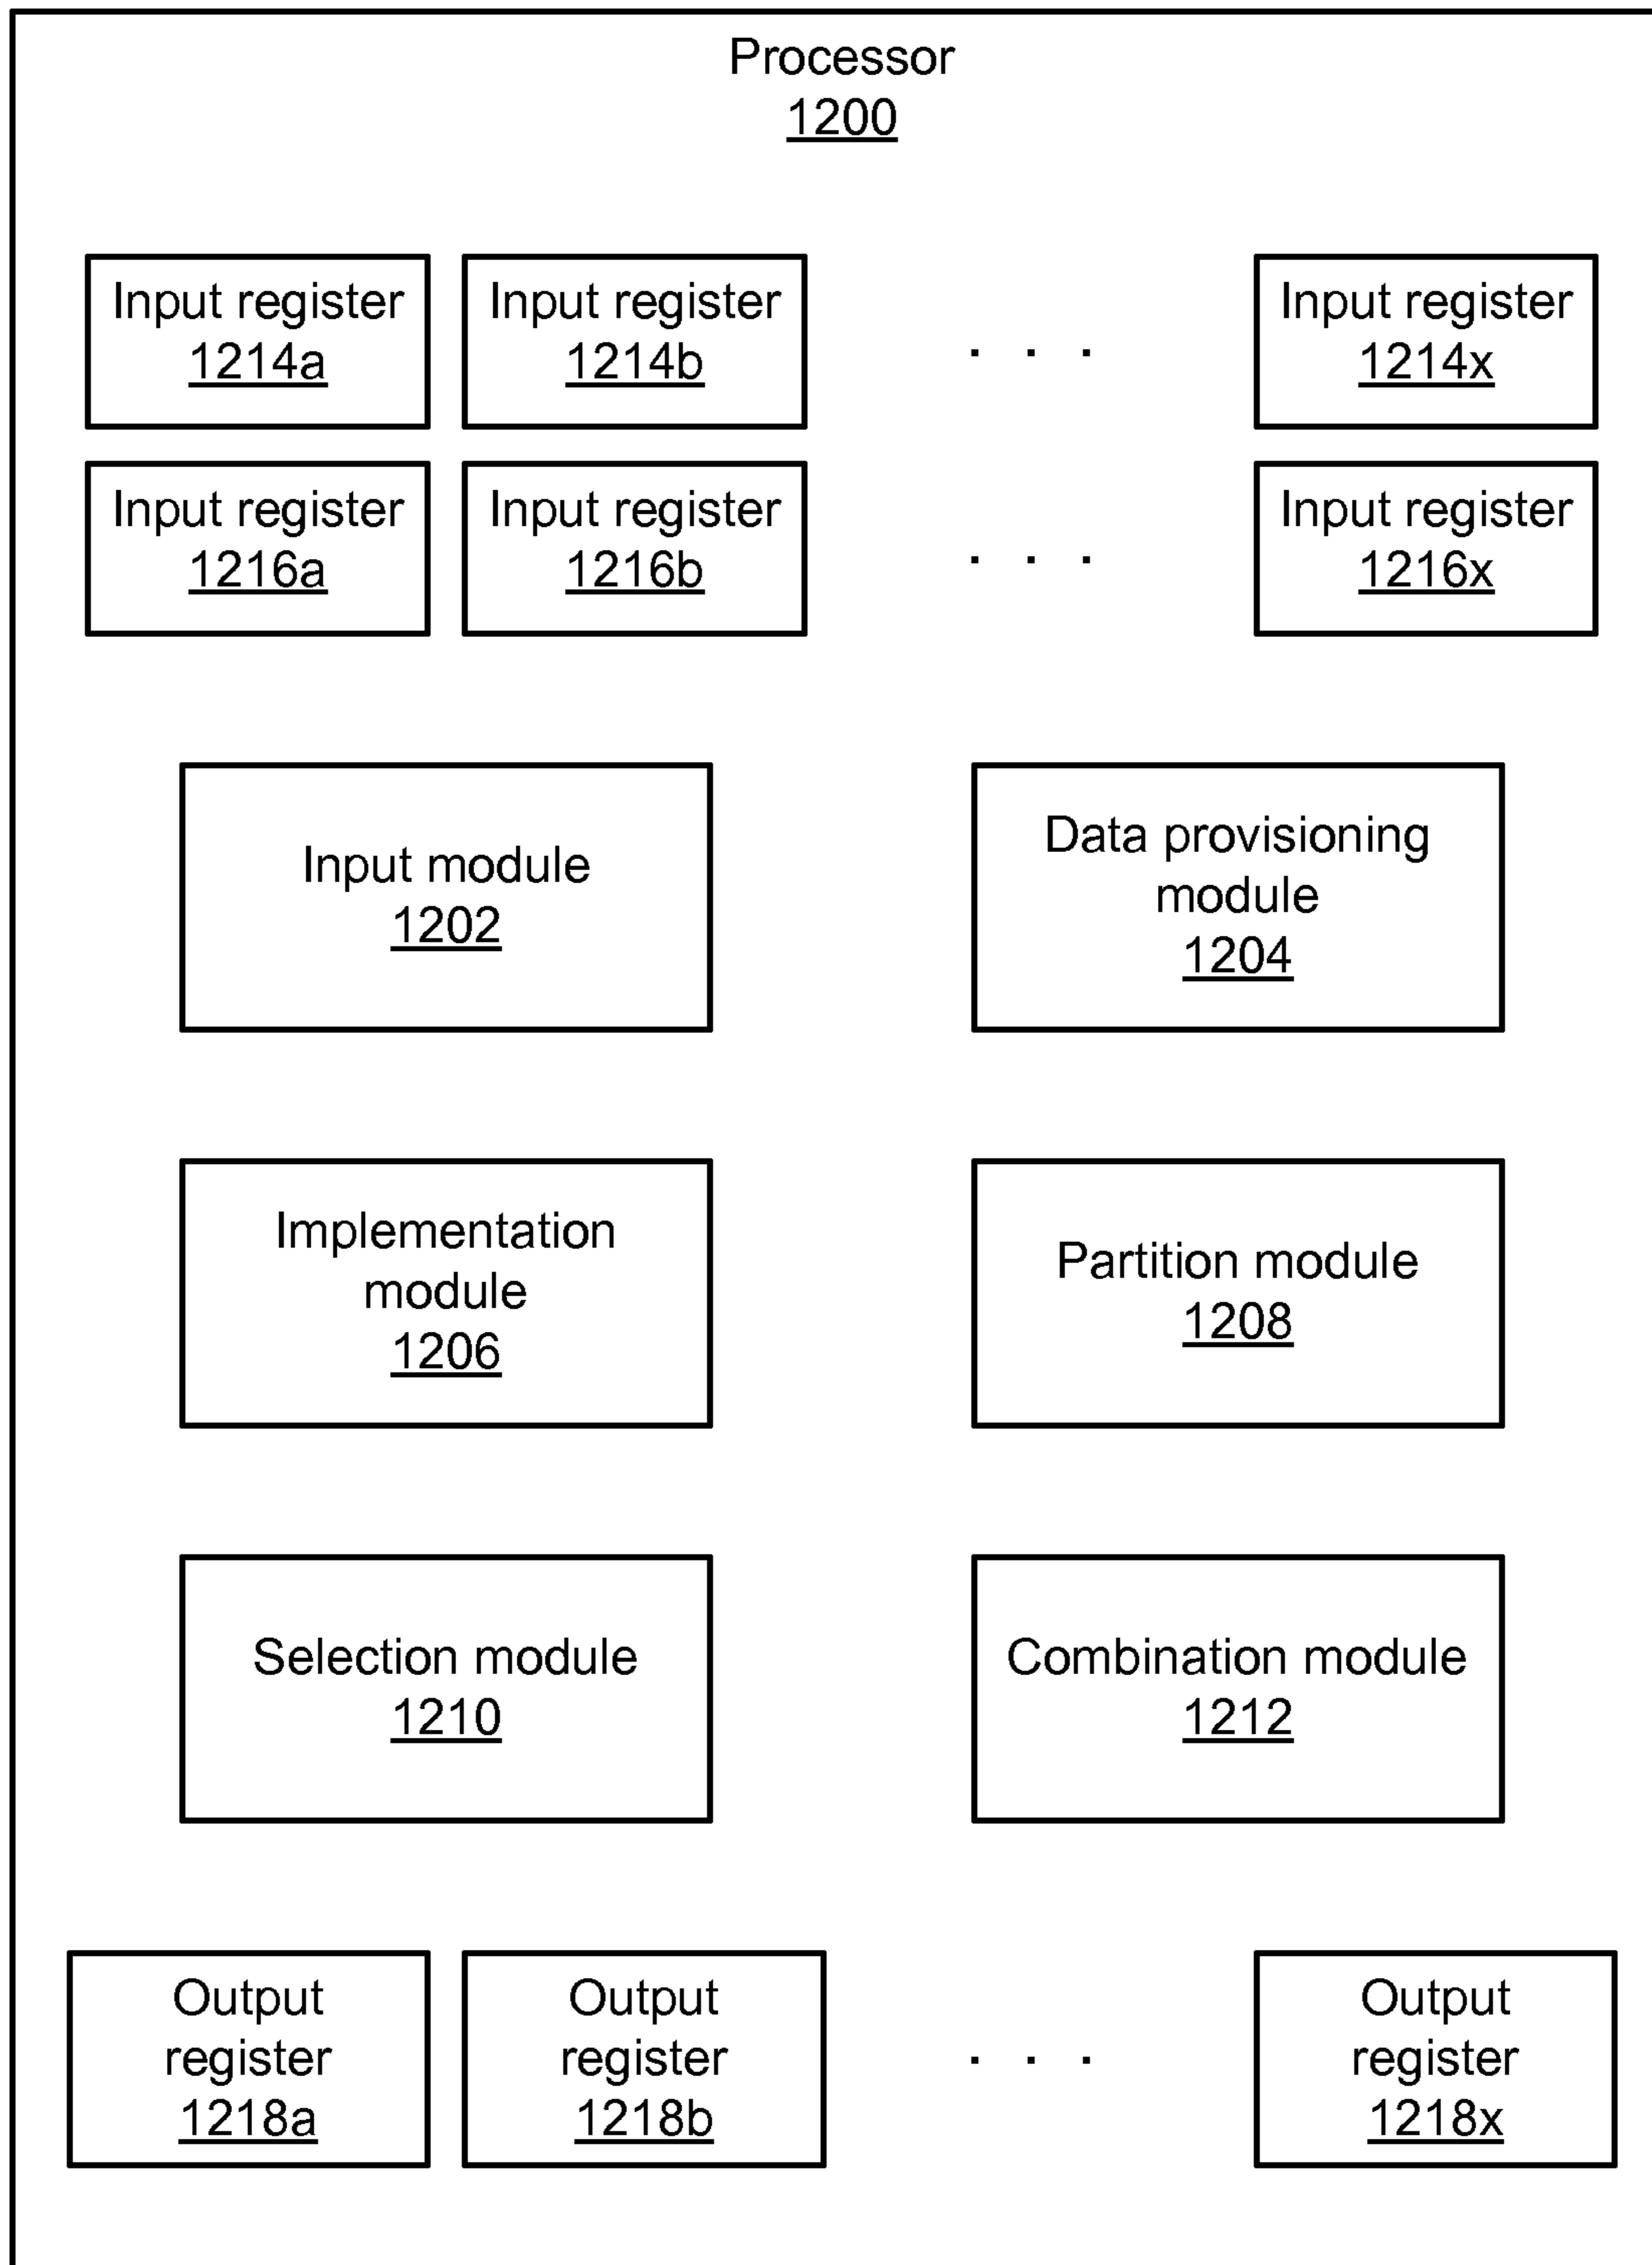 Processor
1200
Input register
1214a
Input register
1214b
. . .
Input register
1214x
Input register
1216a
Input register
1216b
. . .
Input register
1216x
Input module
1202
Data provisioning
module
1204
Implementation
module
1206
Partition module
1208
Selection module
1210
Combination module
1212
Output
register
1218a
Output
register
1218b
. . .
Output
register
1218x